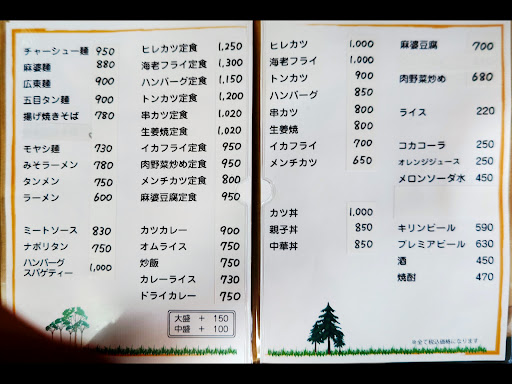 チャーシュー麺 950
麻婆麺 880
広東麺 900
五目タン麺 900
揚げ焼きそば 780
モヤシ麺 730
みそラーメン 780
タンメン 750
ラーメン 600
ミートソース 830
ナポリタン 750
ハンバーグ
スパゲティー 1,000
ヒレカツ定食 1,250
海老フライ定食 1,300
ハンバーグ定食 1,150
トンカツ定食 1,200
串カツ定食 1,020
生姜焼定食 1,020
イカフライ定食 950
肉野菜炒め定食 950
メンチカツ定食 800
麻婆豆腐定食 950
カツカレー 900
オムライス 750
炒飯 750
カレーライス 730
ドライカレー 750
大盛 + 150
中盛 + 100
ヒレカツ 1,000
海老フライ 1,000
トンカツ 900
ハンバーグ 850
串カツ 800
生姜焼 800
イカフライ 700
メンチカツ 650
カツ丼 1,000
親子丼 850
中華丼 850
麻婆豆腐 700
肉野菜炒め 680
ライス 220
コカコーラ 250
オレンジジュース 250
メロンソーダ水 450
キリンビール 590
プレミアビール 630
酒 450
焼酎 470
※全て税込価格になります